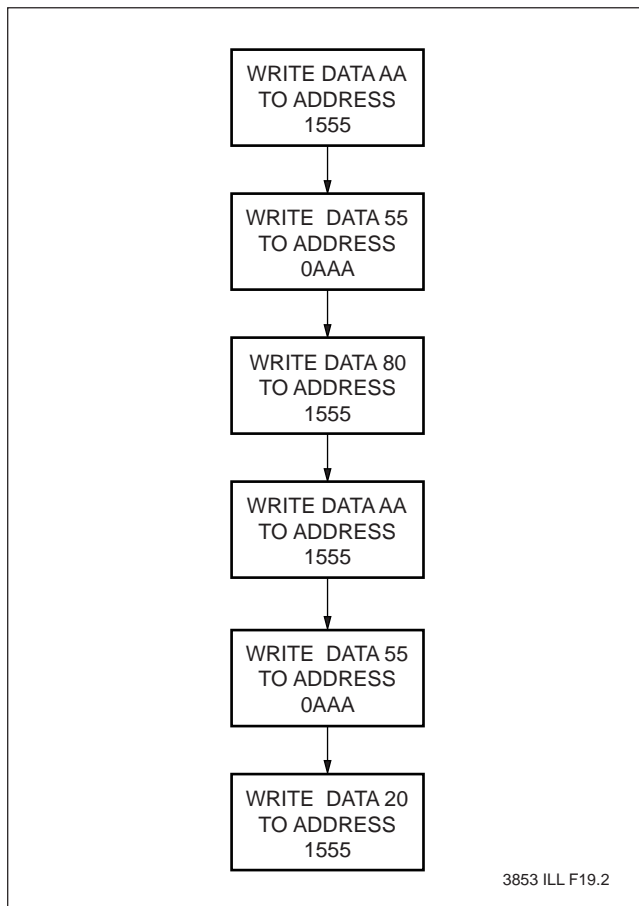 WRITE DATA AA
TO ADDRESS
1555
WRITE DATA 55
TO ADDRESS
0AAA
WRITE DATA 80
TO ADDRESS
1555
WRITE DATA AA
TO ADDRESS
1555
WRITE DATA 55
TO ADDRESS
0AAA
WRITE DATA 20
TO ADDRESS
1555
3853 ILL F19.2